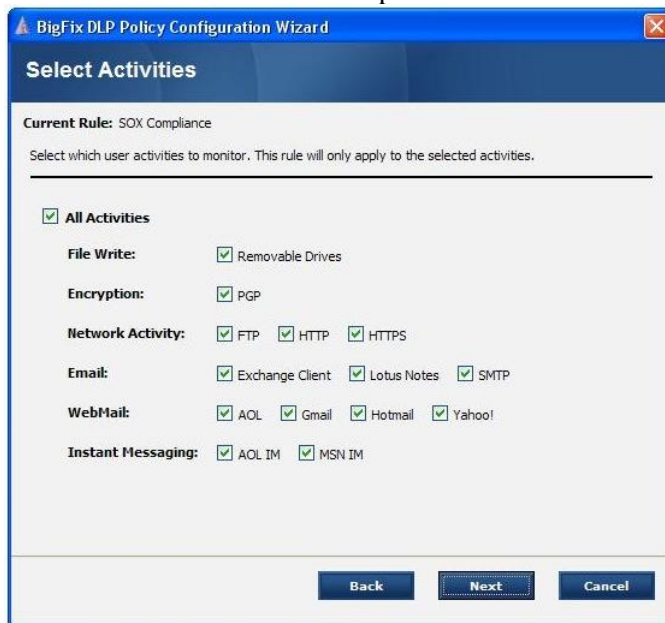 BigFix DLP Policy Configuration Wizard
Select Activities
Current Rule: SOX Compliance
Select which user activities to monitor. This rule will only apply to the selected activities.
All Activities
File Write: Removable Drives
Encryption: PGP
Network Activity: FTP HTTP HTTPS
Email: Exchange Client Lotus Notes SMTP
WebMail: AOL Gmail Hotmail Yahoo!
Instant Messaging: AOL IM MSN IM
Back Next Cancel